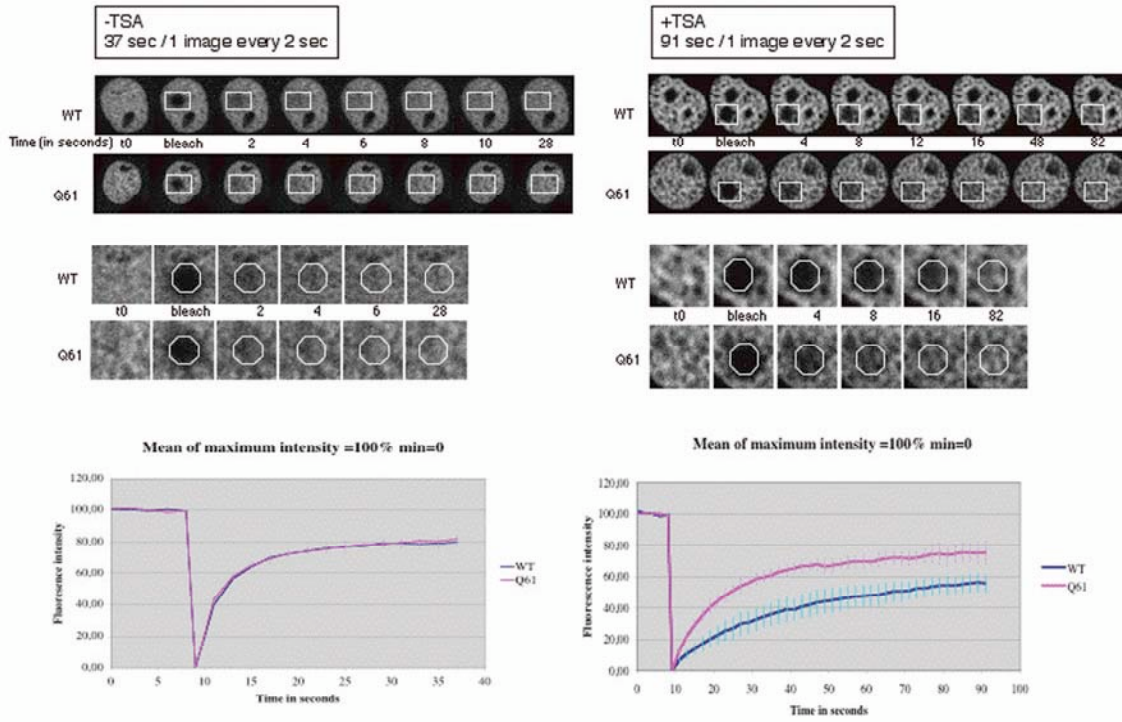 -TSA
37 sec /1 image every 2 sec
WT
Time (in seconds) t0 bleach 2 4 6 8 10 28
Q61
WT
t0 bleach 2 4 6 28
Q61
Mean of maximum intensity =100% min=0
Fluorescence intensity
120,00
100,00
80,00
60,00
40,00
20,00
0,00
0 5 10 15 20 25 30 35 40
Time in seconds
WT
Q61
+TSA
91 sec /1 image every 2 sec
WT
t0 bleach 4 8 12 16 48 82
Q61
WT
t0 bleach 4 8 16 82
Q61
Mean of maximum intensity =100% min=0
Fluorescence intensity
120,00
100,00
80,00
60,00
40,00
20,00
0,00
0 10 20 30 40 50 60 70 80 90 100
Time in seconds
WT
Q61